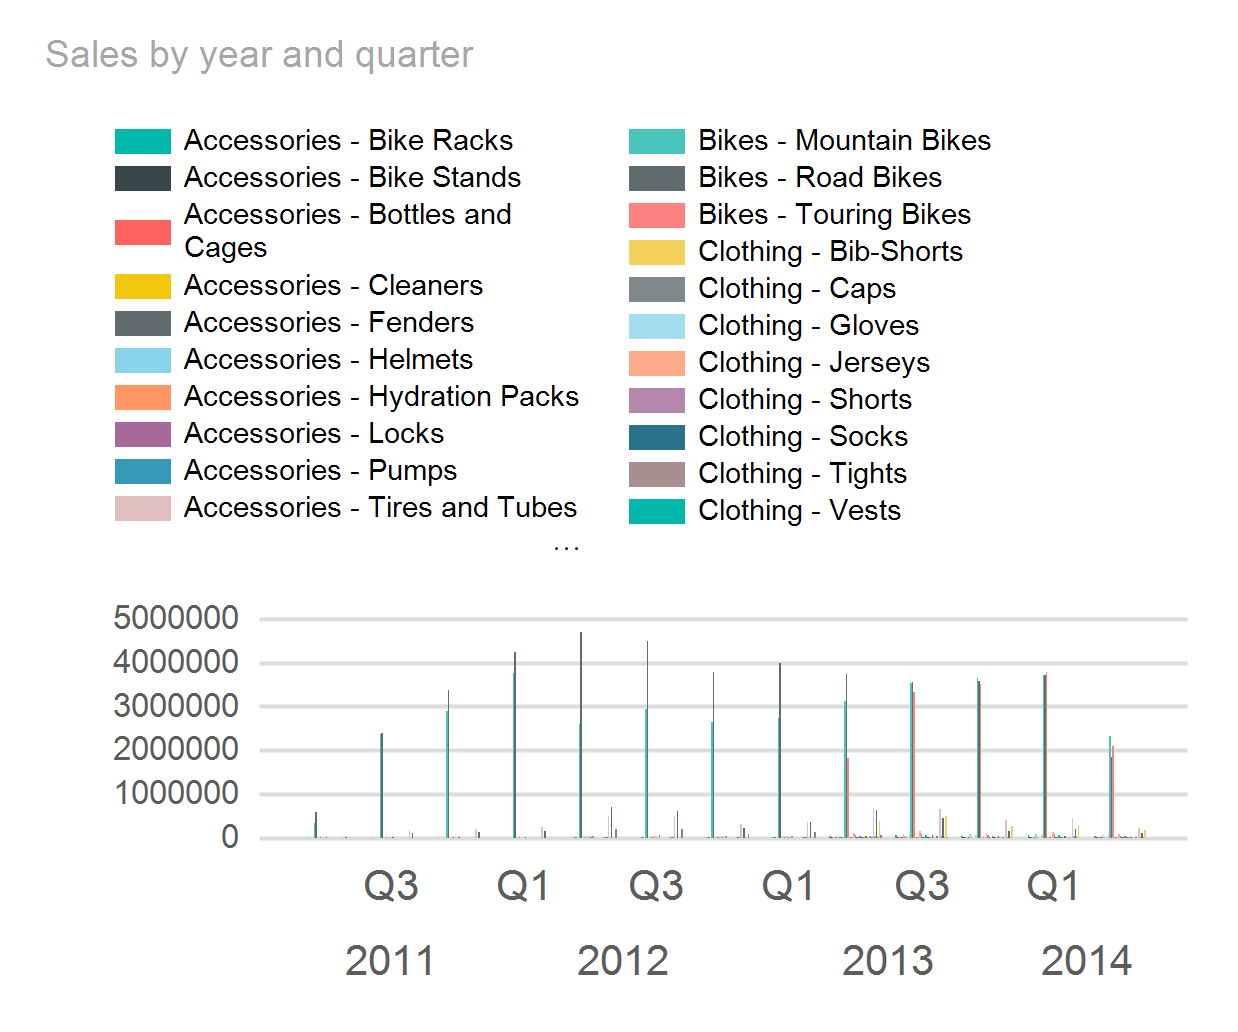 Sales by year and quarter
Accessories - Bike Racks
Accessories - Bike Stands
Accessories - Bottles and
Cages
Accessories - Cleaners
Accessories - Fenders
Accessories - Helmets
Accessories - Hydration Packs
Accessories - Locks
Accessories - Pumps
Accessories - Tires and Tubes
Bikes - Mountain Bikes
Bikes - Road Bikes
Bikes - Touring Bikes
Clothing - Bib-Shorts
Clothing - Caps
Clothing - Gloves
Clothing - Jerseys
Clothing - Shorts
Clothing - Socks
Clothing - Tights
Clothing - Vests
...
5000000
4000000
3000000
2000000
1000000
0
Q3 Q1 Q3 Q1 Q3 Q1
2011 2012 2013 2014